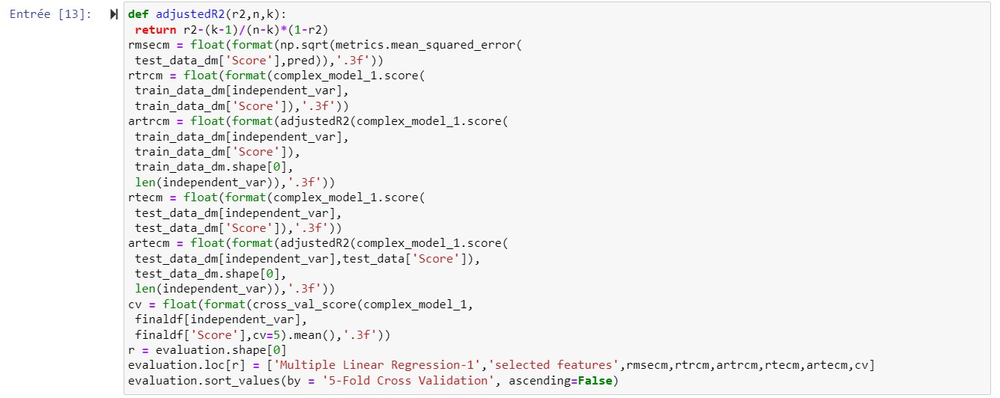 Entrée [13]:
def adjustedR2(r2,n,k):
 return r2-(k-1)/(n-k)*(1-r2)
rmsecm = float(format(np.sqrt(metrics.mean_squared_error(
 test_data_dm['Score'],pred)),'.3f'))
rtrcm = float(format(complex_model_1.score(
 train_data_dm[independent_var],
 train_data_dm['Score']),'.3f'))
artrcm = float(format(adjustedR2(complex_model_1.score(
 train_data_dm[independent_var],
 train_data_dm['Score']),
 train_data_dm.shape[0],
 len(independent_var)),'.3f'))
rtecm = float(format(complex_model_1.score(
 test_data_dm[independent_var],
 test_data_dm['Score']),'.3f'))
artecm = float(format(adjustedR2(complex_model_1.score(
 test_data_dm[independent_var],test_data['Score']),
 test_data_dm.shape[0],
 len(independent_var)),'.3f'))
cv = float(format(cross_val_score(complex_model_1,
 finaldf[independent_var],
 finaldf['Score'],cv=5).mean(),'.3f'))
r = evaluation.shape[0]
evaluation.loc[r] = ['Multiple Linear Regression-1','selected features',rmsecm,rtrcm,artrcm,rtecm,artecm,cv]
evaluation.sort_values(by = '5-Fold Cross Validation', ascending=False)